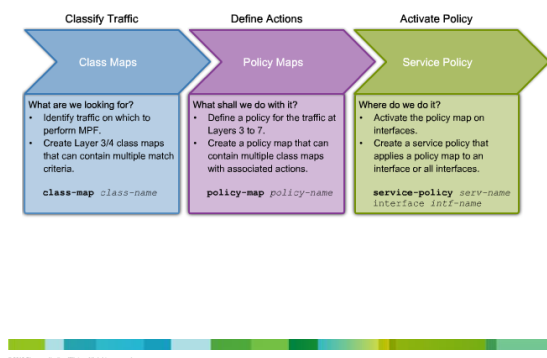 Classify Traffic
Define Actions
Activate Policy
Class Maps
Policy Maps
Service Policy
What are we looking for?
• Identify traffic on which to
perform MPF.
• Create Layer 3/4 class maps
that can contain multiple match
criteria.
class-map class-name
What shall we do with it?
• Define a policy for the traffic at
Layers 3 to 7.
• Create a policy map that can
contain multiple class maps
with associated actions.
policy-map policy-name
Where do we do it?
• Activate the policy map on
interfaces.
• Create a service policy that
applies a policy map to an
interface or all interfaces.
service-policy serv-name
interface intf-name